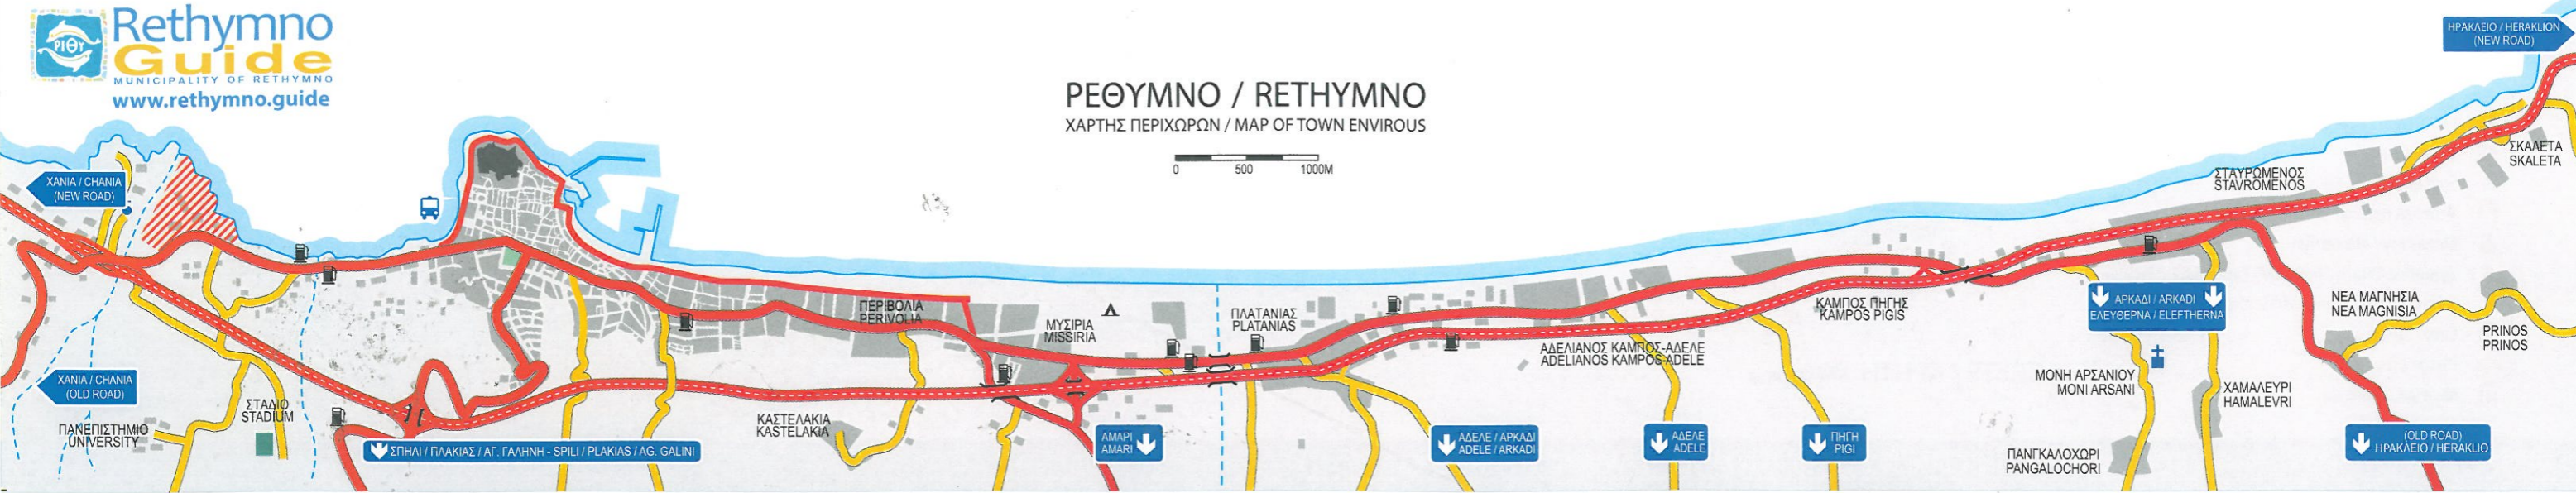 Rethymno
ΡΙΘΥ
Guide
MUNICIPALITY OF RETHYMNO
www.rethymno.guide
ΡΕΘΥΜΝΟ / RETHYMNO
ΧΑΡΤΗΣ ΠΕΡΙΧΩΡΩΝ / MAP OF TOWN ENVIROUS
0 500 1000M
ΗΡΑΚΛΕΙΟ / HERAKLION
(NEW ROAD)
ΧΑΝΙΑ / CHANIA
(NEW ROAD)
ΣΚΑΛΕΤΑ
SKALETA
ΣΤΑΥΡΩΜΕΝΟΣ
STAVROMENOS
ΠΕΡΙΒΟΛΙΑ
PERIVOLIA
ΜΥΣΙΡΙΑ
MISSIRIA
ΠΛΑΤΑΝΙΑΣ
PLATANIAS
ΑΔΕΛΙΑΝΟΣ ΚΑΜΠΟΣ-ΑΔΕΛΕ
ADELIANOS KAMPOS-ADELE
ΚΑΜΠΟΣ ΠΗΓΗΣ
KAMPOS PIGIS
ΑΡΚΑΔΙ / ARKADI
ΕΛΕΥΘΕΡΝΑ / ELEFTHERNA
ΝΕΑ ΜΑΓΝΗΣΙΑ
NEA MAGNISIA
PRINOS
PRINOS
ΧΑΝΙΑ / CHANIA
(OLD ROAD)
ΠΑΝΕΠΙΣΤΗΜΙΟ
UNIVERSITY
ΣΤΑΔΙΟ
STADIUM
ΣΠΗΛΙ / ΠΛΑΚΙΑΣ / ΑΓ. ΓΑΛΗΝΗ - SPILI / PLAKIAS / AG. GALINI
ΚΑΣΤΕΛΑΚΙΑ
KASTELAKIA
ΑΜΑΡΙ
AMARI
ΑΔΕΛΕ / ΑΡΚΑΔΙ
ADELE / ARKADI
ΑΔΕΛΕ
ADELE
ΠΗΓΗ
PIGI
ΜΟΝΗ ΑΡΣΑΝΙΟΥ
MONI ARSANI
ΧΑΜΑΛΕΥΡΙ
HAMALEVRI
ΠΑΝΓΚΑΛΟΧΩΡΙ
PANGALOCHORI
(OLD ROAD)
ΗΡΑΚΛΕΙΟ / HERAKLIO